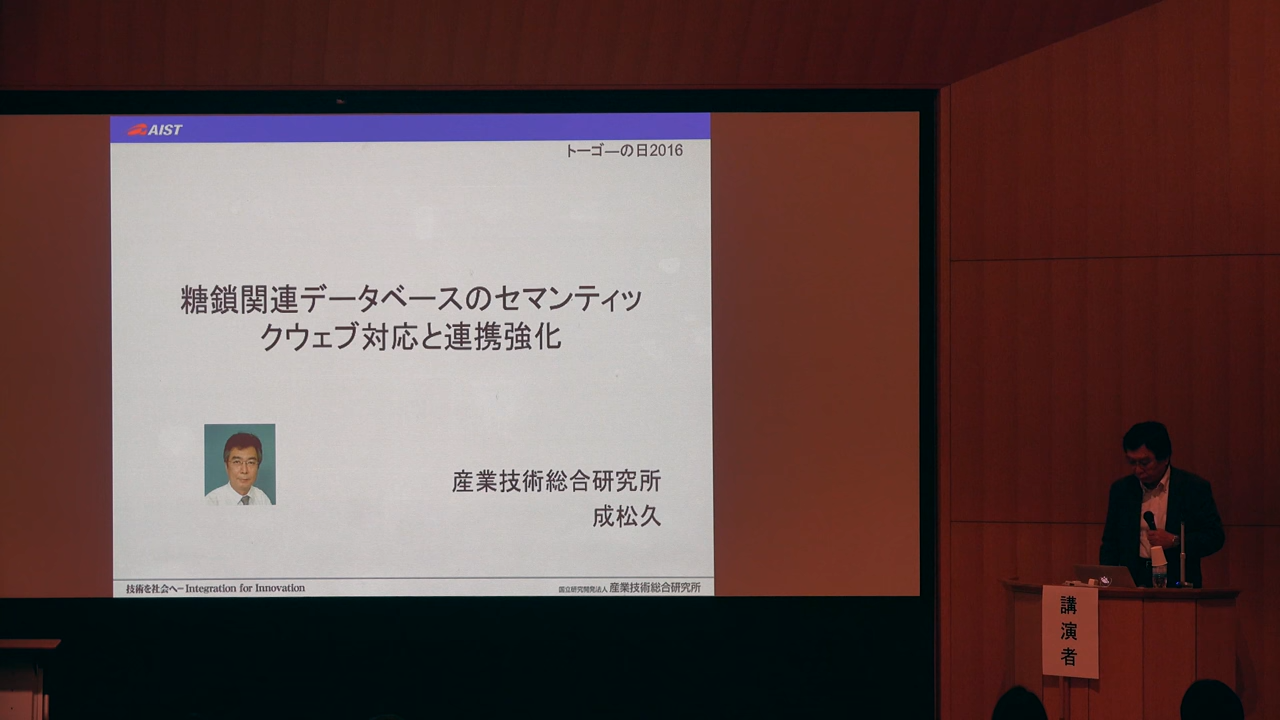 AIST
トーゴーの日2016
糖鎖関連データベースのセマンティッ
クウェブ対応と連携強化
産業技術総合研究所
成松久
技術を社会へ－Integration for Innovation
国立研究開発法人 産業技術総合研究所
講演者